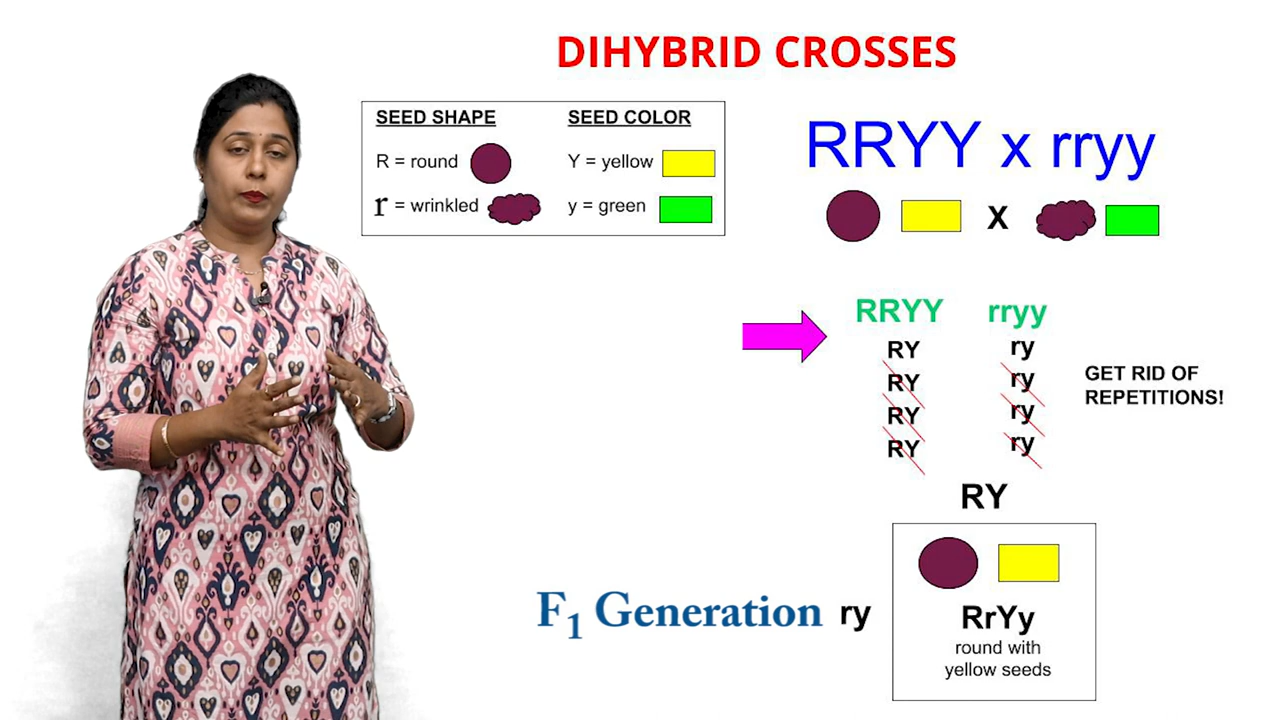 DIHYBRID CROSSES
SEED SHAPE
R = round
r = wrinkled
SEED COLOR
Y = yellow
y = green
RRYY x rryy
X
RRYY rryy
RY ry
RY ry
RY ry
RY ry
GET RID OF
REPETITIONS!
RY
F1 Generation ry
RrYy
round with
yellow seeds